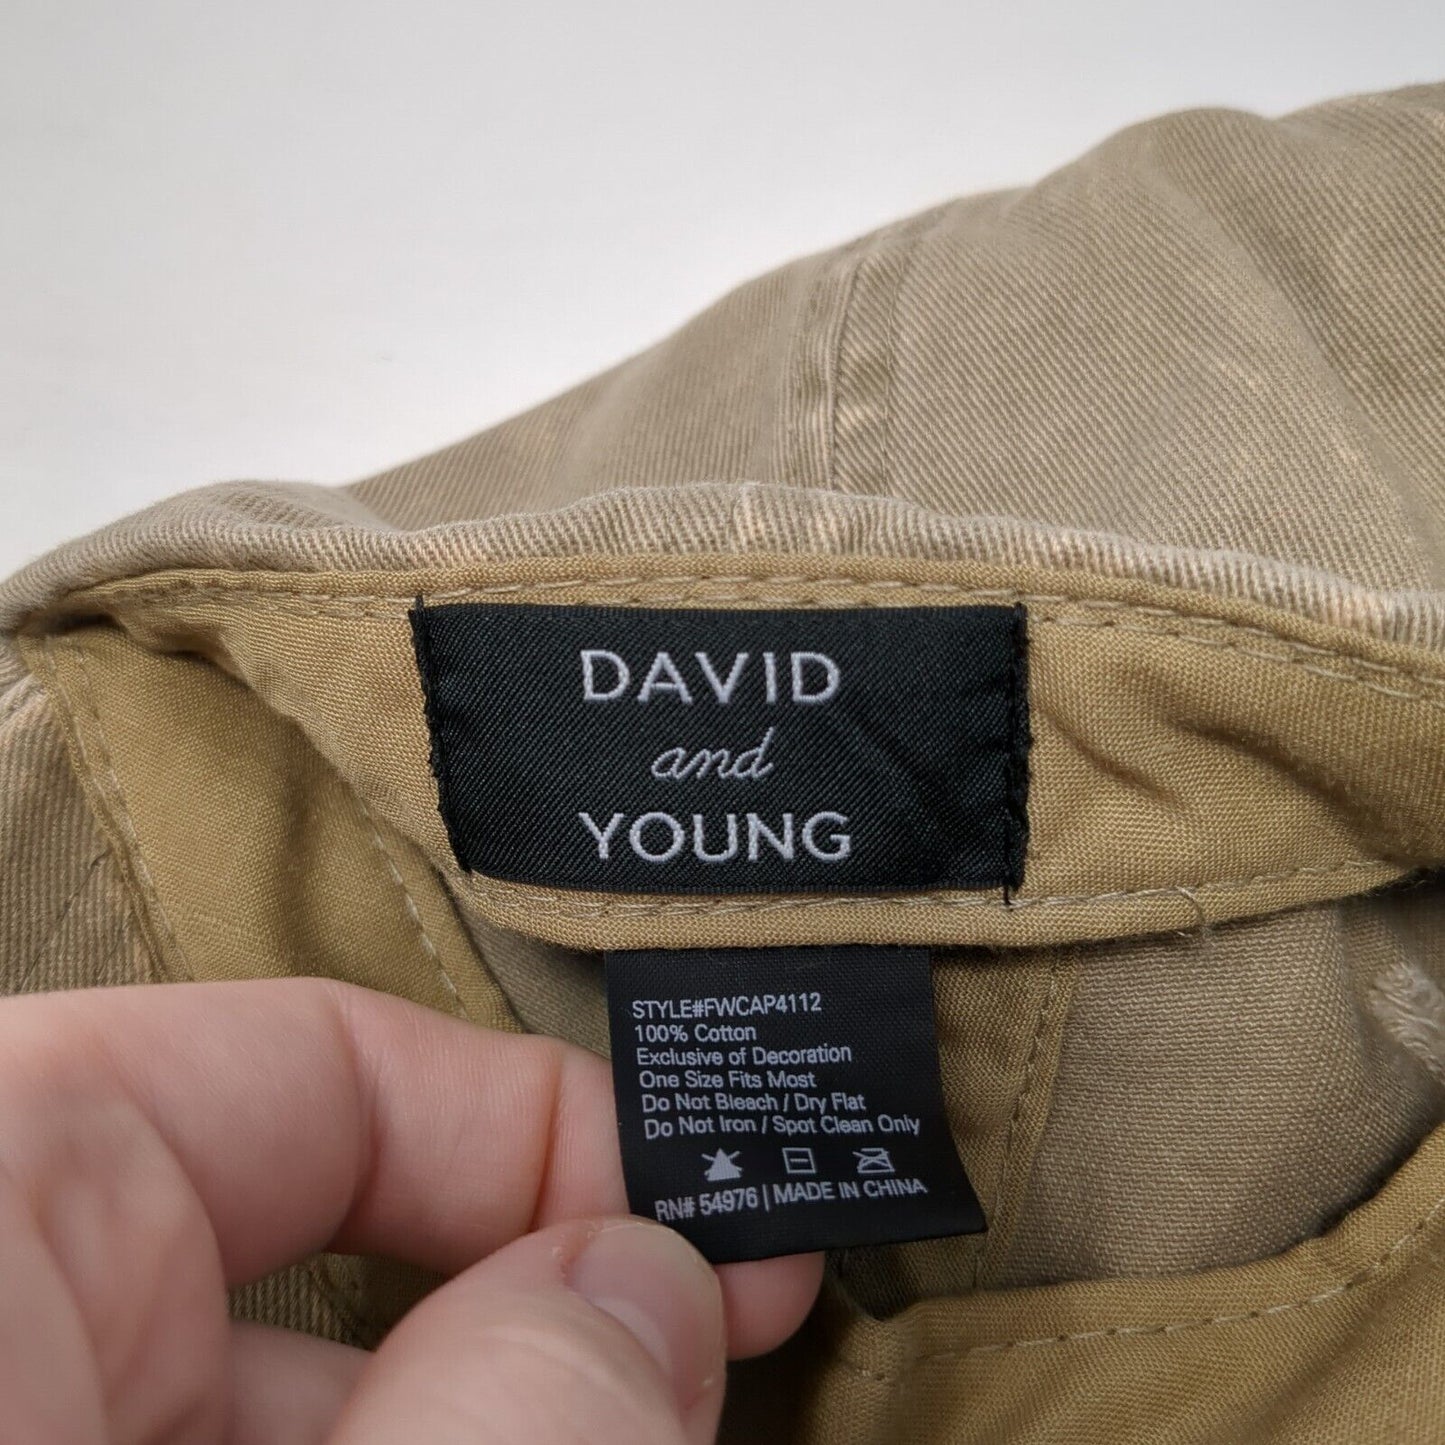 DAVID
and
YOUNG
STYLE#FWCAP4112
100% Cotton
Exclusive of Decoration
One Size Fits Most
Do Not Bleach / Dry Flat
Do Not Iron / Spot Clean Only
RN# 54976 | MADE IN CHINA